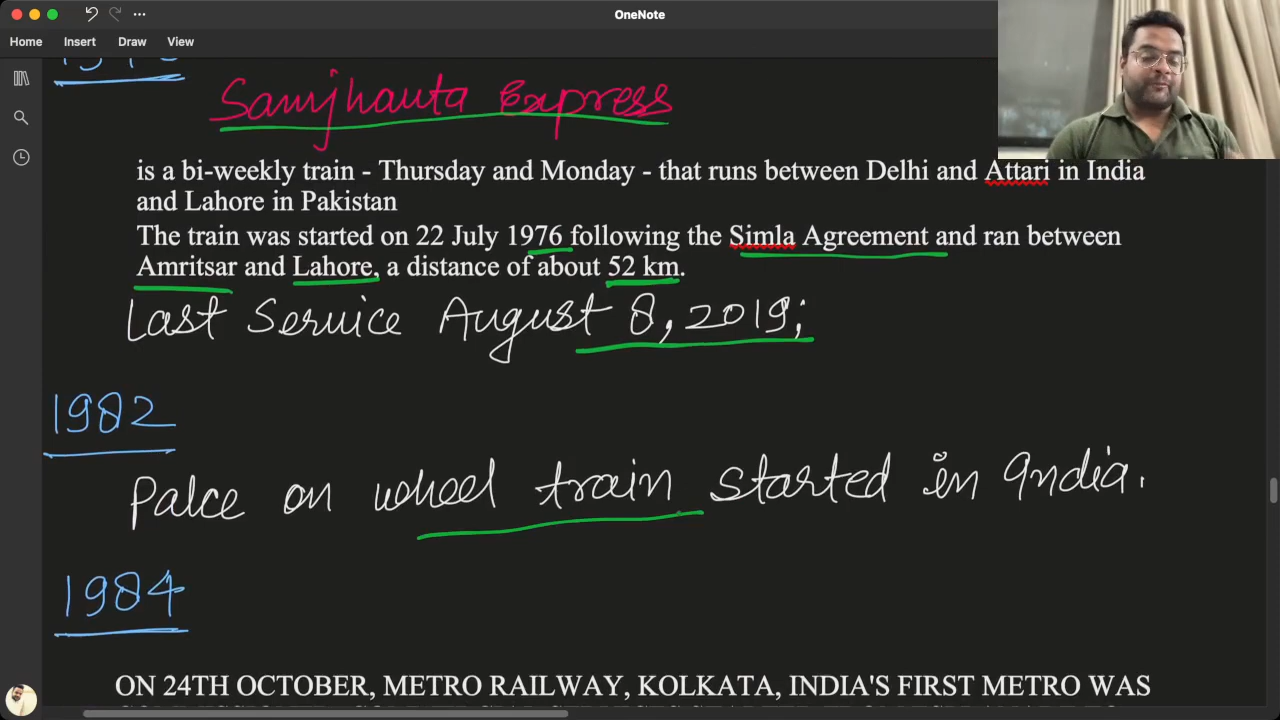 OneNote
Home Insert Draw View
Samjhauta Express
is a bi-weekly train - Thursday and Monday - that runs between Delhi and Attari in India
and Lahore in Pakistan
The train was started on 22 July 1976 following the Simla Agreement and ran between
Amritsar and Lahore, a distance of about 52 km.
Last Service August 8, 2019;
1982
Palce on wheel train started in India.
1984
ON 24TH OCTOBER, METRO RAILWAY, KOLKATA, INDIA'S FIRST METRO WAS